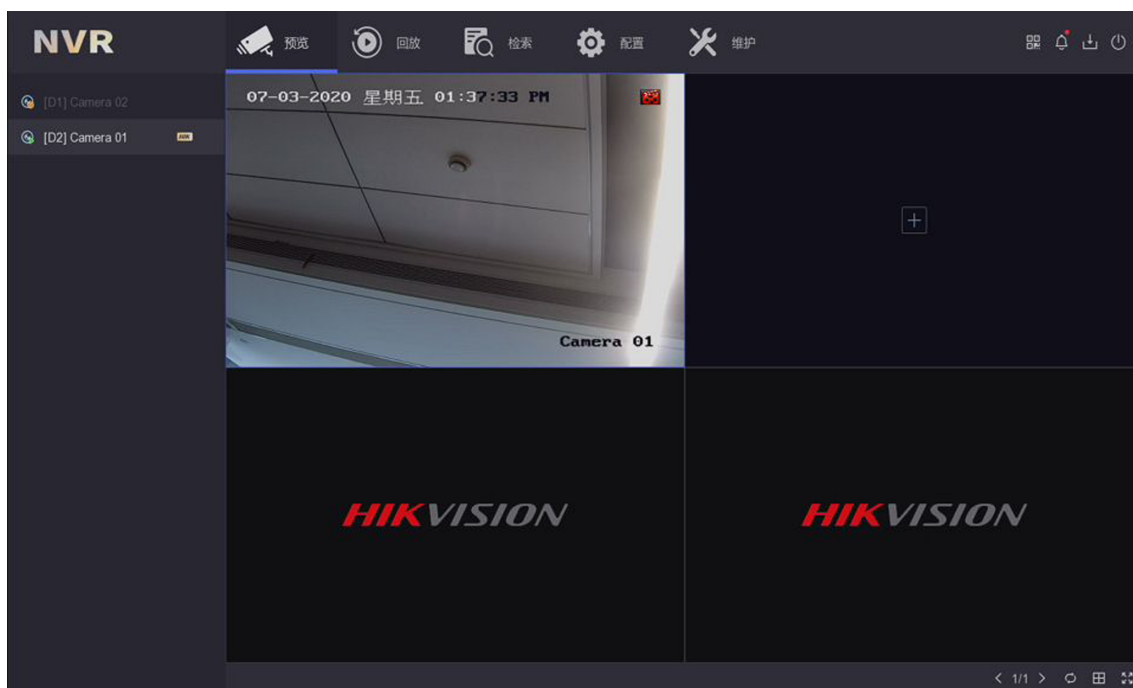 NVR
预览
回放
检索
配置
维护
[D1] Camera 02
[D2] Camera 01
07-03-2020 星期五 01:37:33 PM
Camera 01
HIKVISION
HIKVISION
1/1